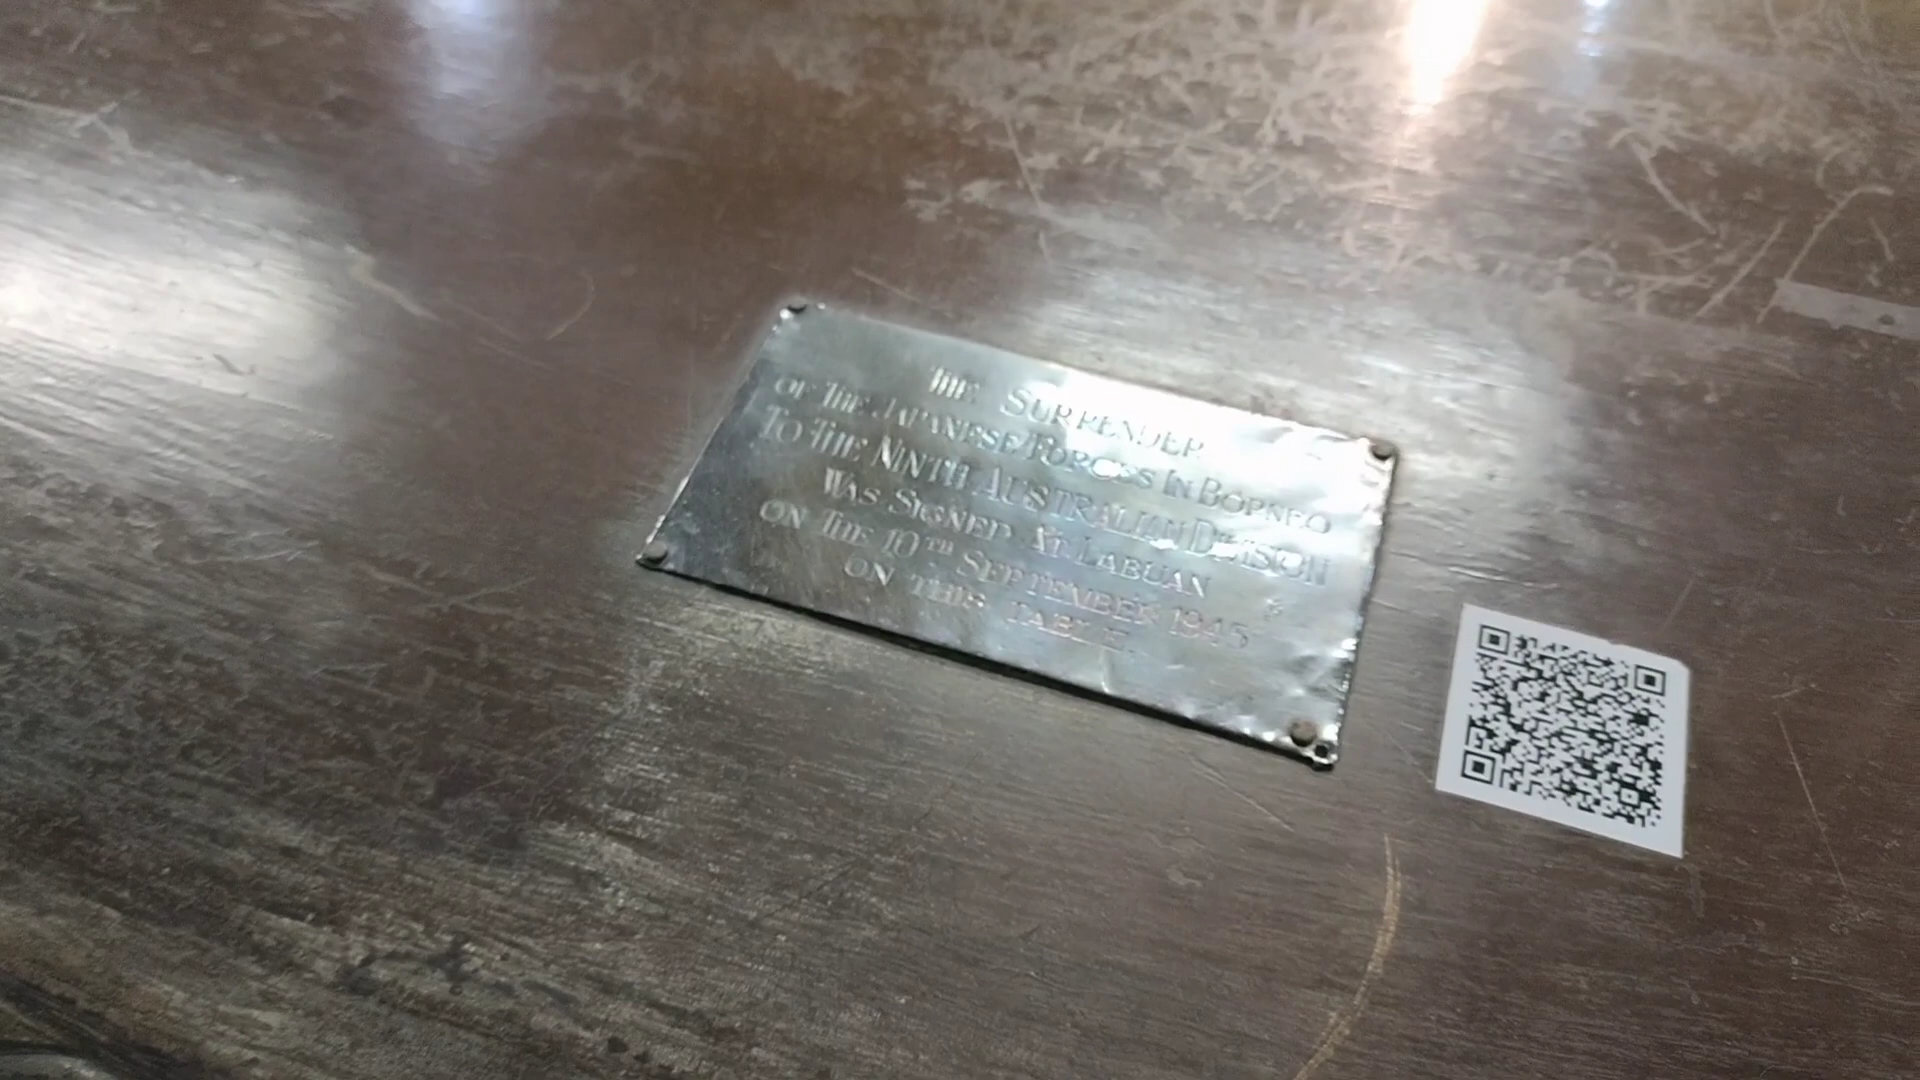 THE SURRENDER
OF THE JAPANESE FORCES IN BORNEO
TO THE NINTH AUSTRALIAN DIVISION
WAS SIGNED AT LABUAN
ON THE 10TH SEPTEMBER 1945
ON THIS TABLE.